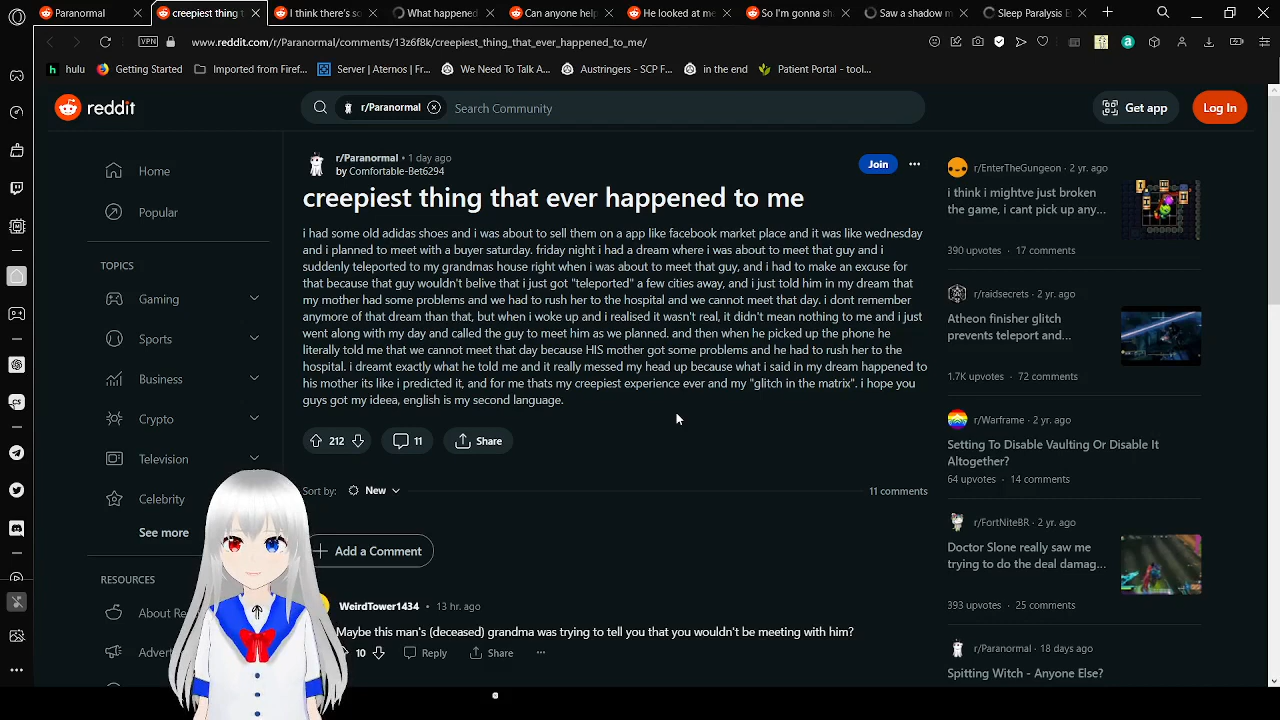 Paranormal
creepiest thing t
I think there's so
What happened
Can anyone help
He looked at me
So I'm gonna sh
Saw a shadow m
Sleep Paralysis E
VPN
www.reddit.com/r/Paranormal/comments/13z6f8k/creepiest_thing_that_ever_happened_to_me/
hulu
Getting Started
Imported from Firef...
Server | Aternos | Fr...
We Need To Talk A...
Austringers - SCP F...
in the end
Patient Portal - tool...
reddit
r/Paranormal
Search Community
Get app
Log In
Home
Popular
TOPICS
Gaming
Sports
Business
Crypto
Television
Celebrity
See more
RESOURCES
About Re
Advert
r/Paranormal • 1 day ago
by Comfortable-Bet6294
Join
creepiest thing that ever happened to me
i had some old adidas shoes and i was about to sell them on a app like facebook market place and it was like wednesday
and i planned to meet with a buyer saturday. friday night i had a dream where i was about to meet that guy and i
suddenly teleported to my grandmas house right when i was about to meet that guy, and i had to make an excuse for
that because that guy wouldn't belive that i just got "teleported" a few cities away, and i just told him in my dream that
my mother had some problems and we had to rush her to the hospital and we cannot meet that day. i dont remember
anymore of that dream than that, but when i woke up and i realised it wasn't real, it didn't mean nothing to me and i just
went along with my day and called the guy to meet him as we planned. and then when he picked up the phone he
literally told me that we cannot meet that day because HIS mother got some problems and he had to rush her to the
hospital. i dreamt exactly what he told me and it really messed my head up because what i said in my dream happened to
his mother its like i predicted it, and for me thats my creepiest experience ever and my "glitch in the matrix". i hope you
guys got my ideea, english is my second language.
212
11
Share
Sort by:
New
11 comments
Add a Comment
WeirdTower1434 • 13 hr. ago
Maybe this man's (deceased) grandma was trying to tell you that you wouldn't be meeting with him?
10
Reply
Share
r/EnterTheGungeon • 2 yr. ago
i think i mightve just broken
the game, i cant pick up any...
390 upvotes • 17 comments
r/raidsecrets • 2 yr. ago
Atheon finisher glitch
prevents teleport and...
1.7K upvotes • 72 comments
r/Warframe • 2 yr. ago
Setting To Disable Vaulting Or Disable It
Altogether?
64 upvotes • 14 comments
r/FortNiteBR • 2 yr. ago
Doctor Slone really saw me
trying to do the deal damag...
393 upvotes • 25 comments
r/Paranormal • 18 days ago
Spitting Witch - Anyone Else?